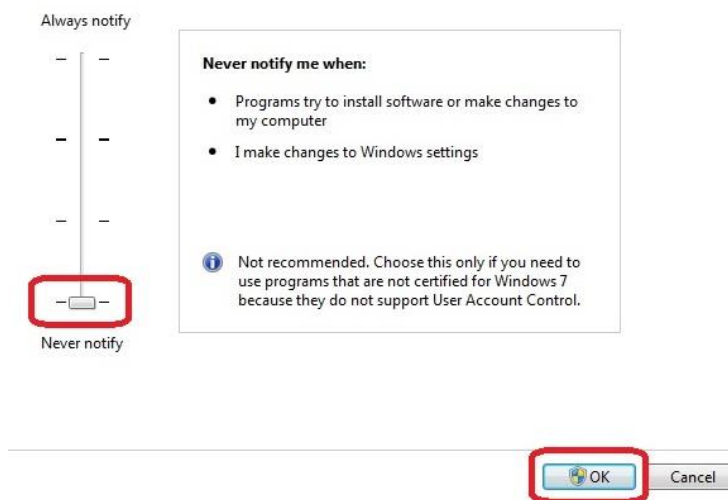 Always notify
Never notify me when:
• Programs try to install software or make changes to
my computer
• I make changes to Windows settings
Not recommended. Choose this only if you need to
use programs that are not certified for Windows 7
because they do not support User Account Control.
Never notify
OK
Cancel